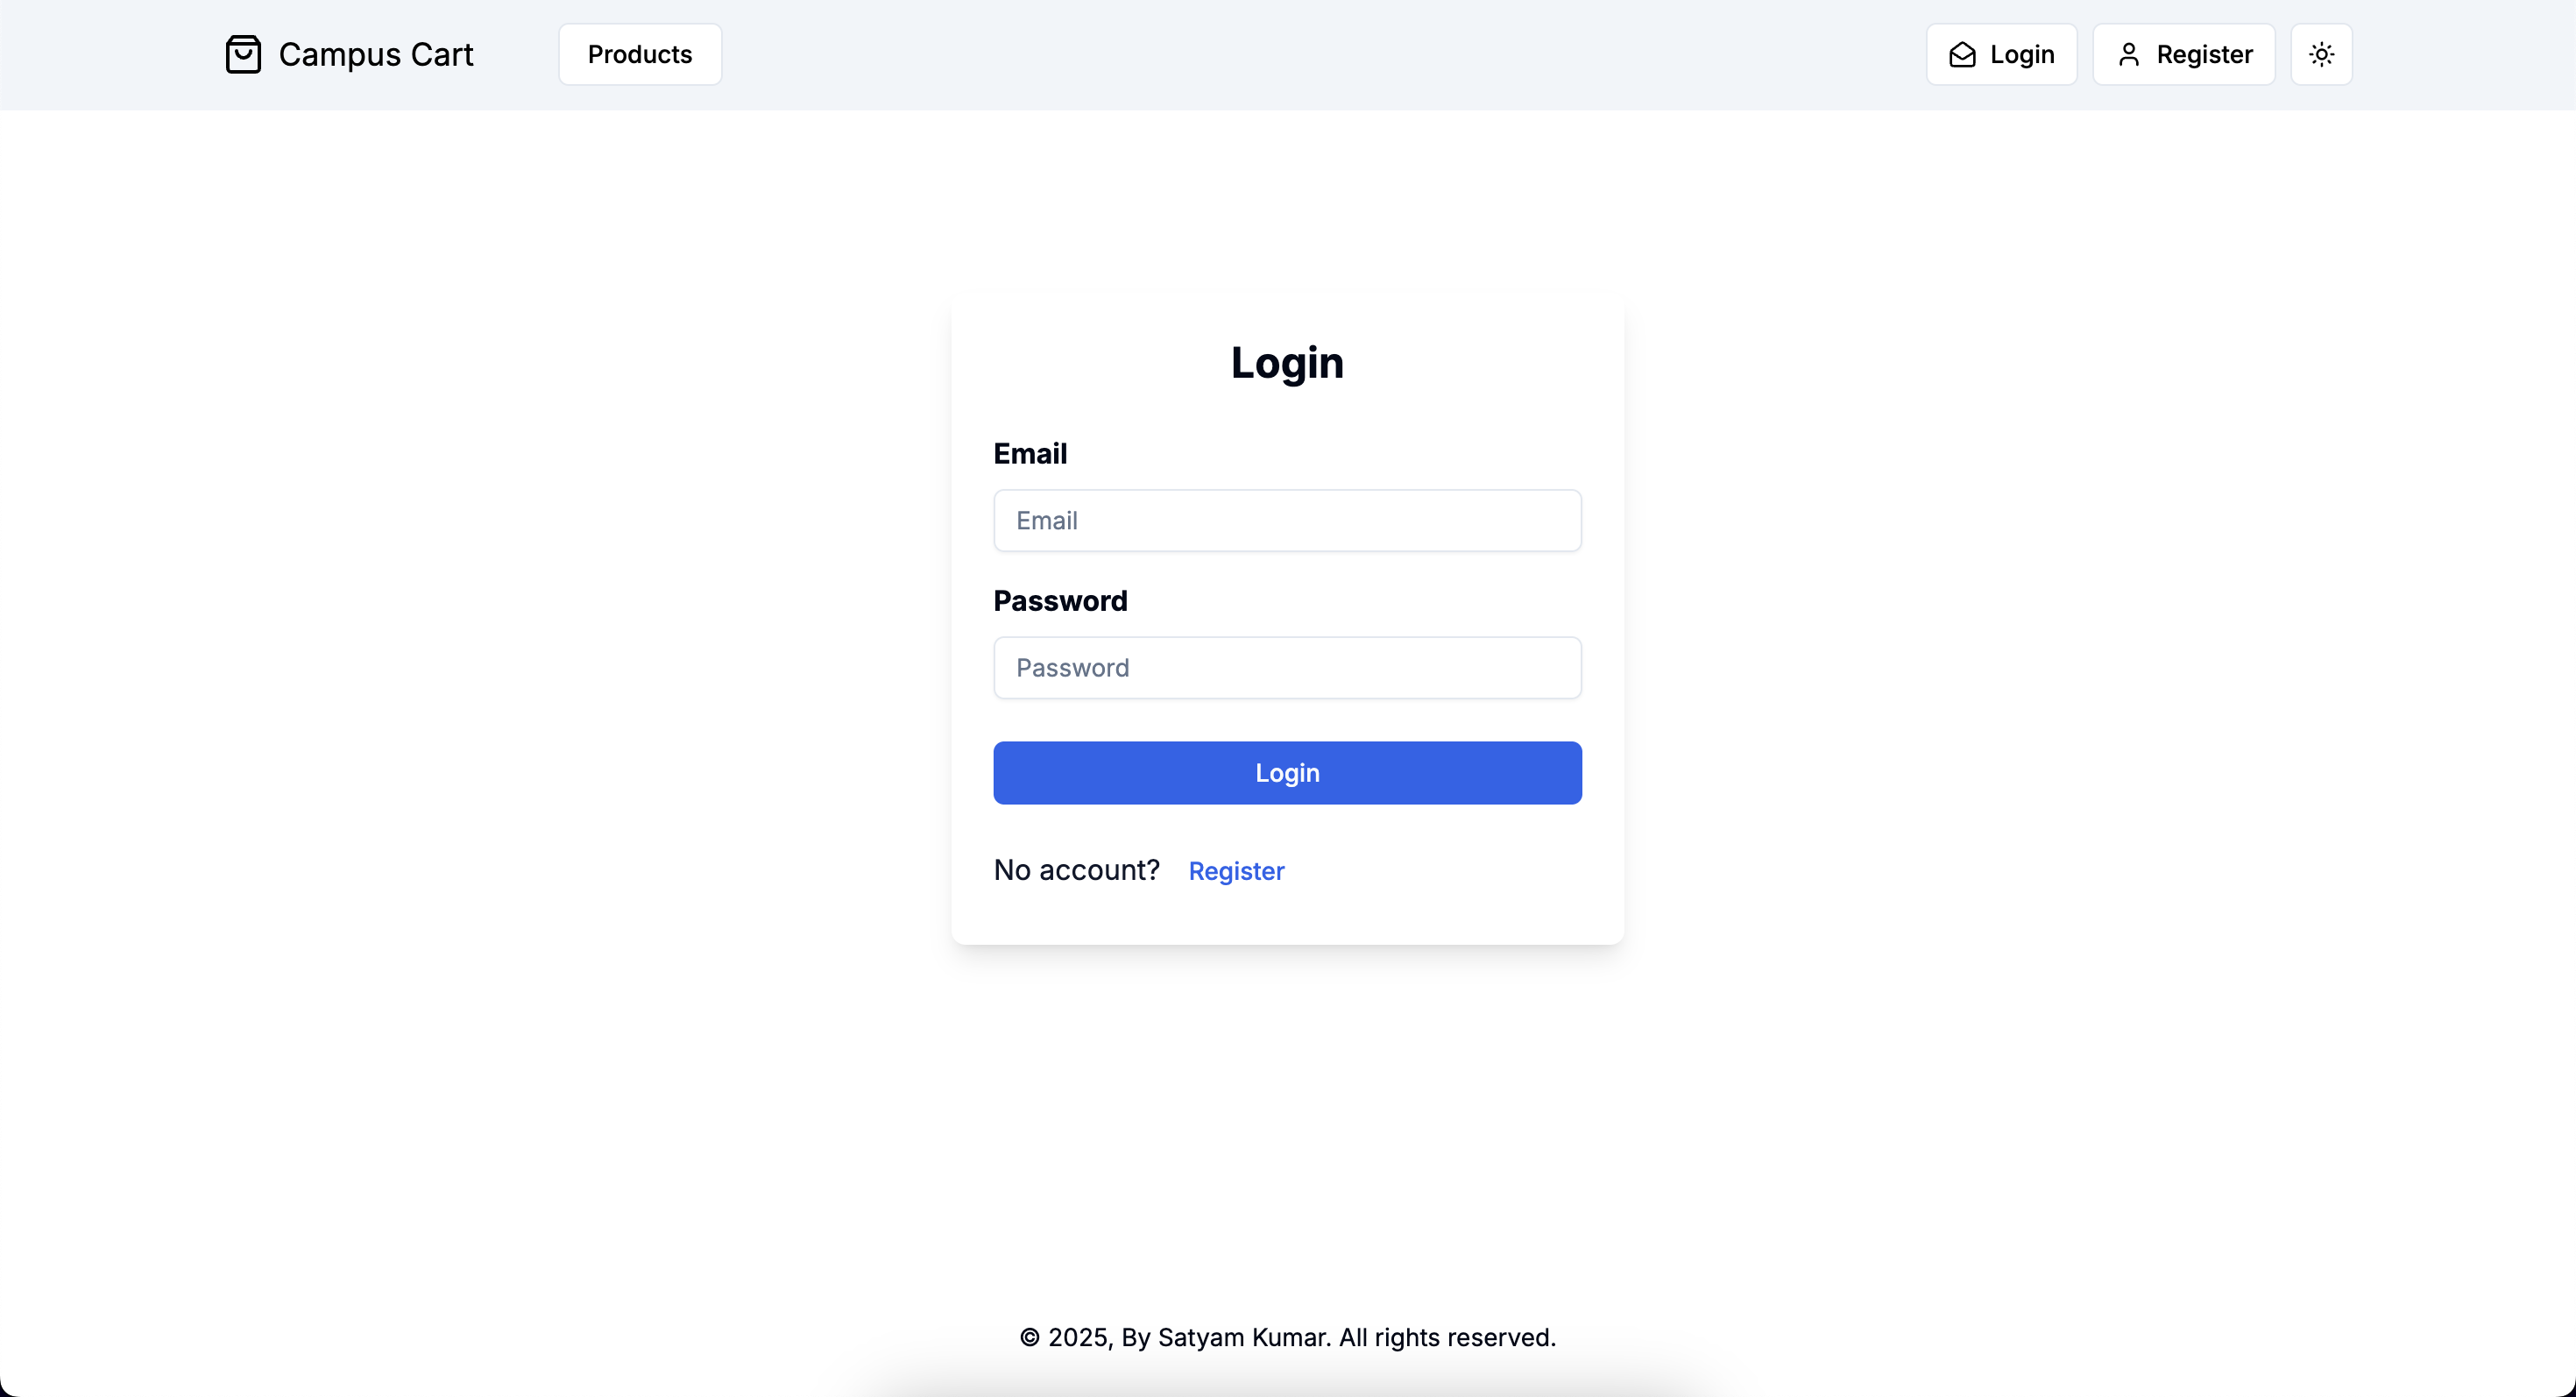 Campus Cart Products Login Register
Login
Email
Email
Password
Password
Login
No account? Register
© 2025, By Satyam Kumar. All rights reserved.